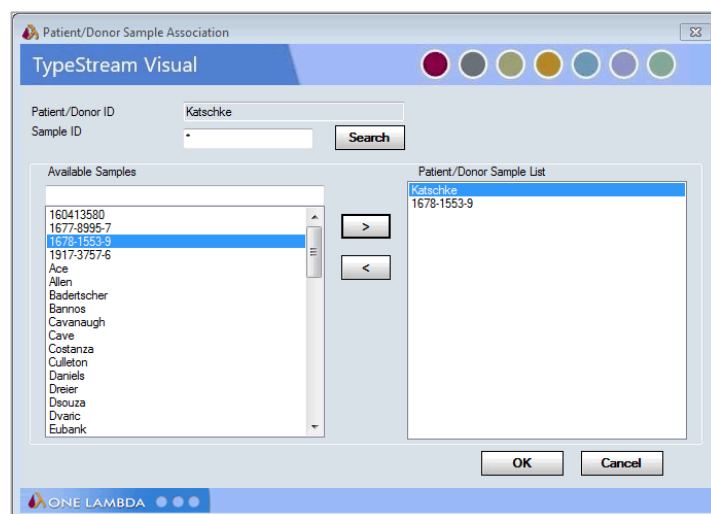 Patient/Donor Sample Association
TypeStream Visual
Patient/Donor ID Katschke
Sample ID * Search
Available Samples
160413580
1677-8995-7
1678-1553-9
1917-3757-6
Ace
Allen
Badertscher
Bannos
Cavanaugh
Cave
Costanza
Culleton
Daniels
Dreier
Dsouza
Dvaric
Eubank
>
<
Patient/Donor Sample List
Katschke
1678-1553-9
OK Cancel
ONE LAMBDA